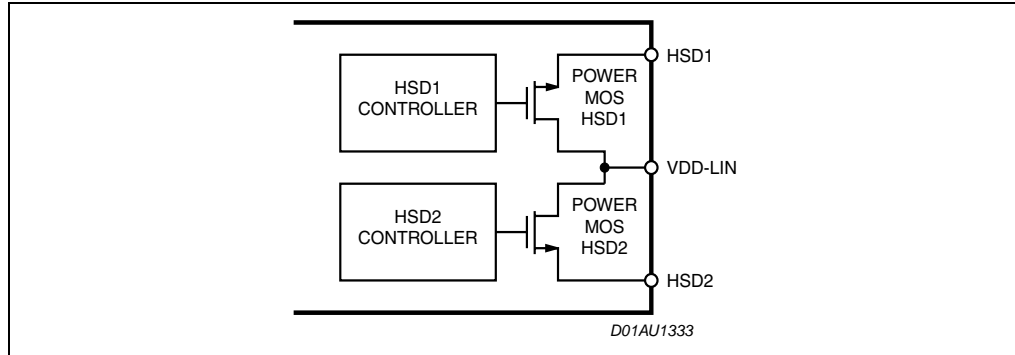 HSD1
CONTROLLER
POWER
MOS
HSD1
HSD1
VDD-LIN
HSD2
CONTROLLER
POWER
MOS
HSD2
HSD2
D01AU1333